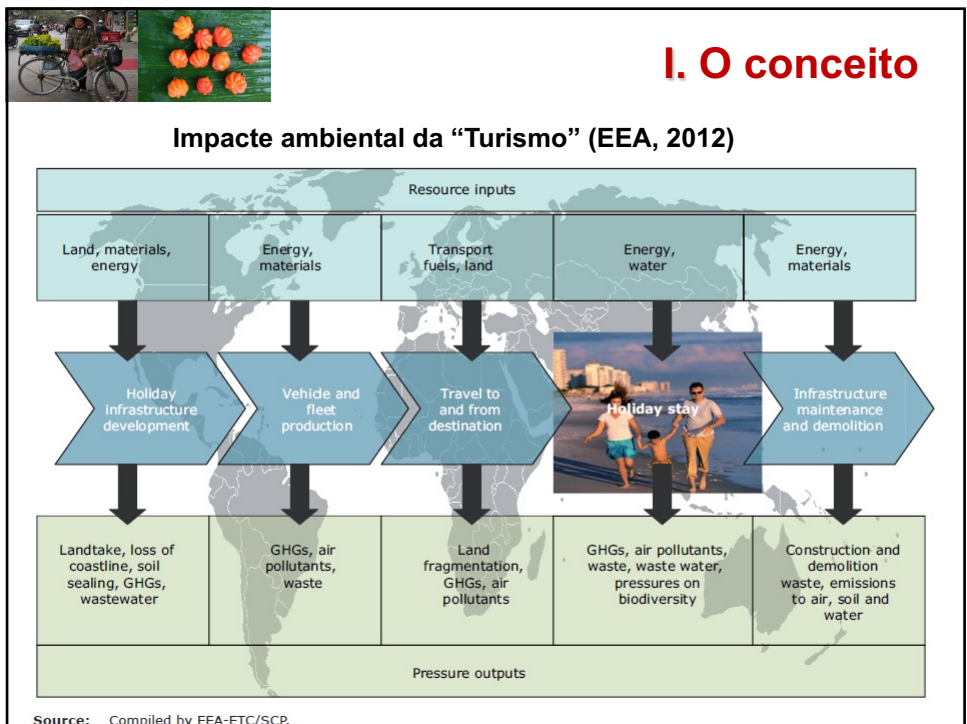 I. O conceito
Impacte ambiental da “Turismo” (EEA, 2012)
Resource inputs
Land, materials,
energy
Energy,
materials
Transport
fuels, land
Energy,
water
Energy,
materials
Holiday
infrastructure
development
Vehicle and
fleet
production
Travel to
and from
destination
Holiday stay
Infrastructure
maintenance
and demolition
Landtake, loss of
coastline, soil
sealing, GHGs,
wastewater
GHGs, air
pollutants,
waste
Land
fragmentation,
GHGs, air
pollutants
GHGs, air pollutants,
waste, waste water,
pressures on
biodiversity
Construction and
demolition
waste, emissions
to air, soil and
water
Pressure outputs
Source: Compiled by EEA-ETC/SCP.